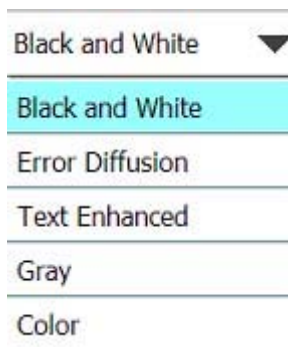 Black and White
Black and White
Error Diffusion
Text Enhanced
Gray
Color